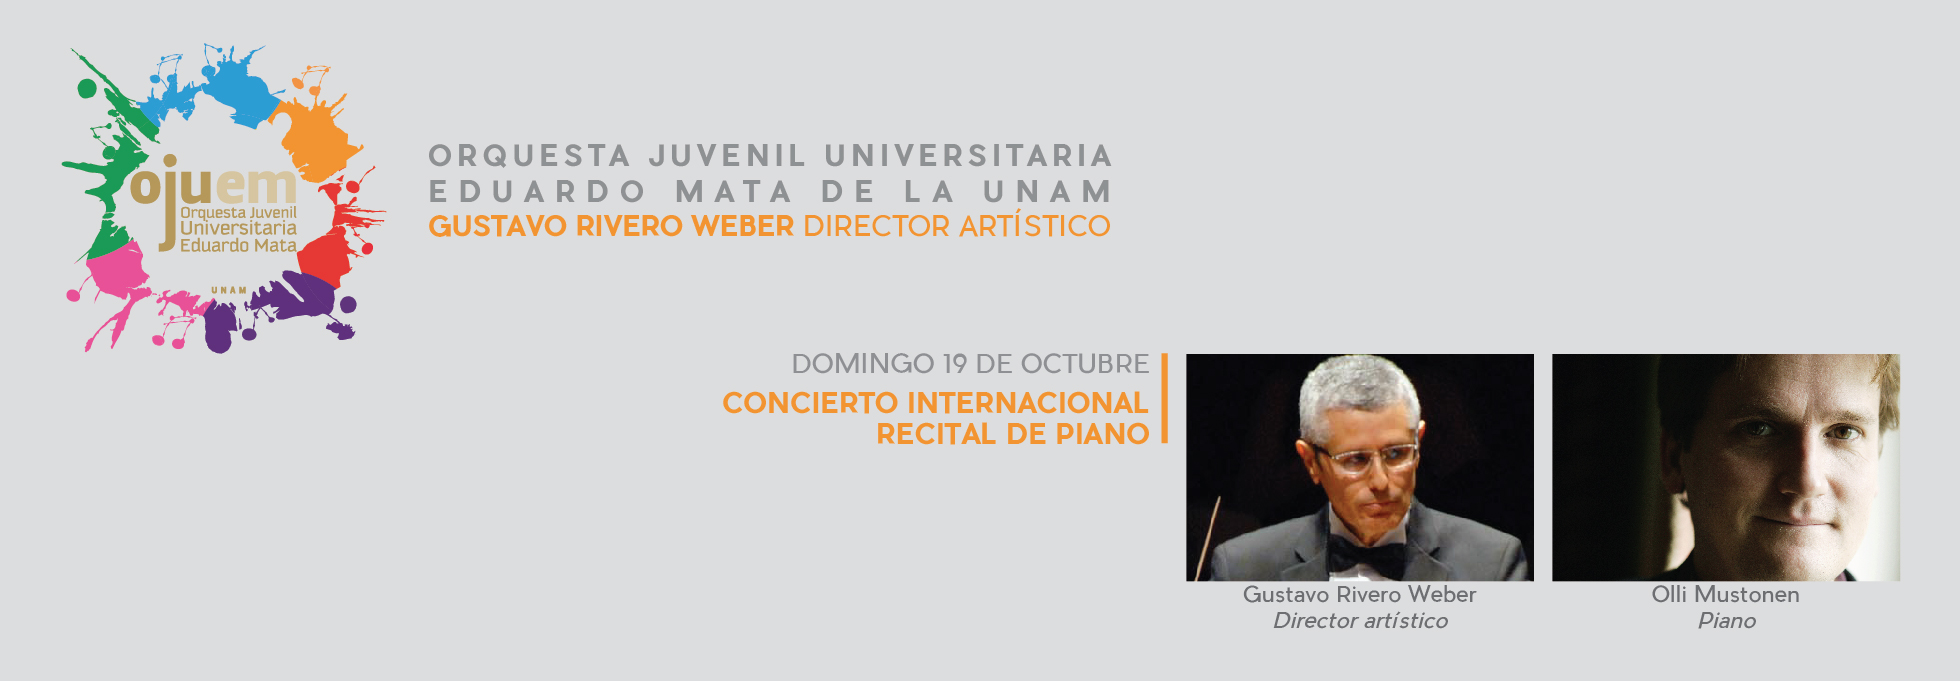 ojuem
Orquesta Juvenil
Universitaria
Eduardo Mata
UNAM
ORQUESTA JUVENIL UNIVERSITARIA
EDUARDO MATA DE LA UNAM
GUSTAVO RIVERO WEBER DIRECTOR ARTÍSTICO
DOMINGO 19 DE OCTUBRE
CONCIERTO INTERNACIONAL
RECITAL DE PIANO
Gustavo Rivero Weber
Director artístico
Olli Mustonen
Piano